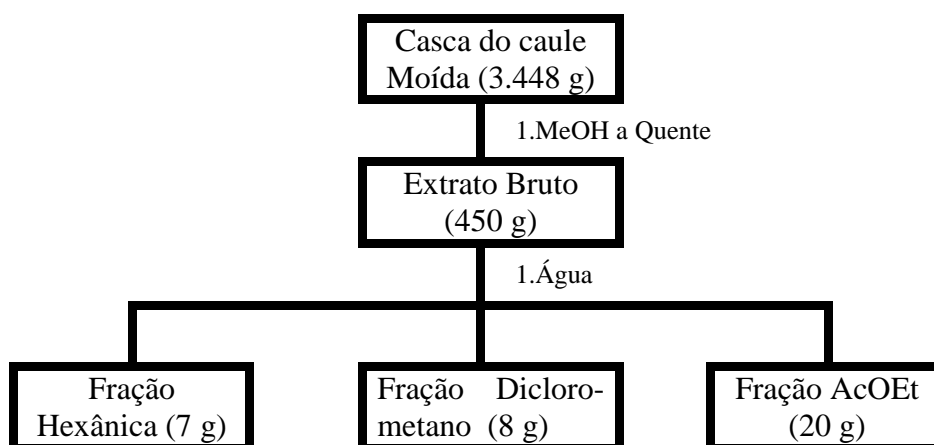 Casca do caule
Moída (3.448 g)
1.MeOH a Quente
Extrato Bruto
(450 g)
1.Água
Fração
Hexânica (7 g)
Fração Dicloro-
metano (8 g)
Fração AcOEt
(20 g)